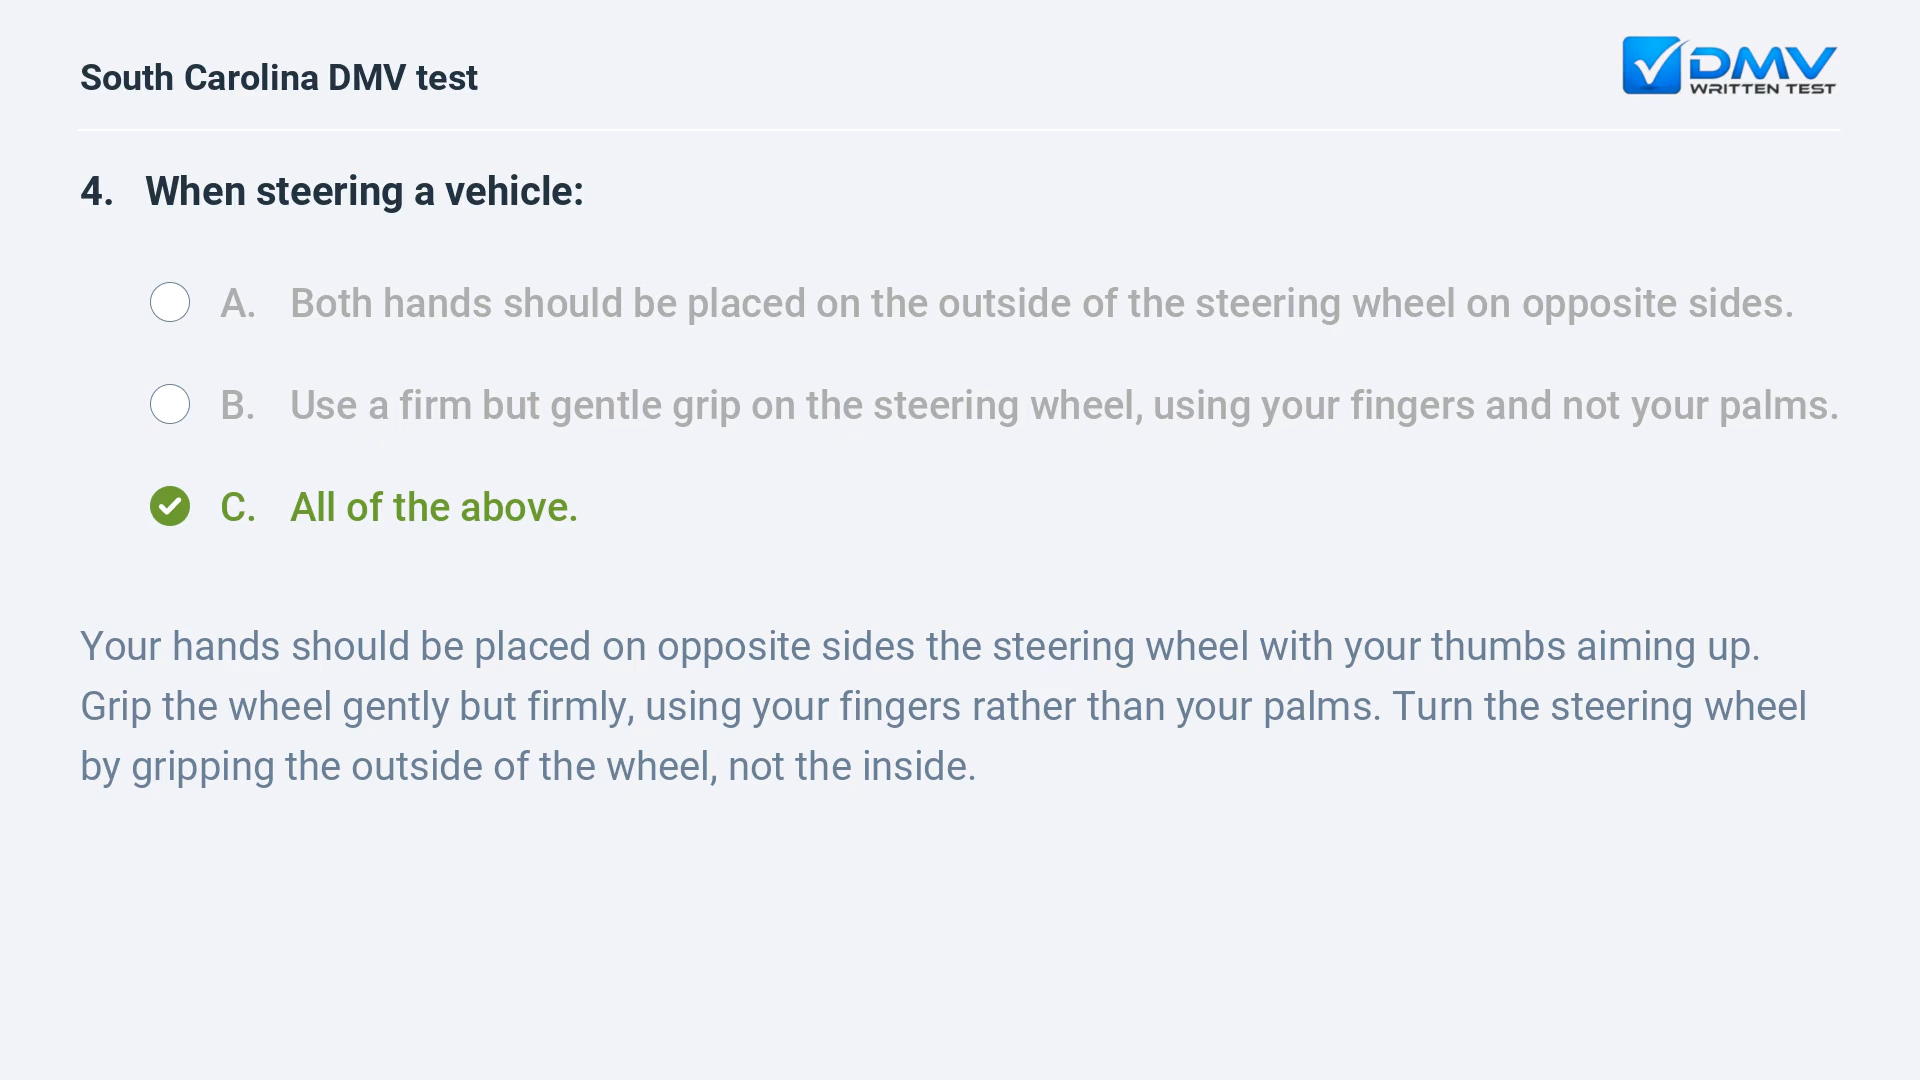 South Carolina DMV test
DMV
WRITTEN TEST
4. When steering a vehicle:
A. Both hands should be placed on the outside of the steering wheel on opposite sides.
B. Use a firm but gentle grip on the steering wheel, using your fingers and not your palms.
C. All of the above.
Your hands should be placed on opposite sides the steering wheel with your thumbs aiming up.
Grip the wheel gently but firmly, using your fingers rather than your palms. Turn the steering wheel
by gripping the outside of the wheel, not the inside.